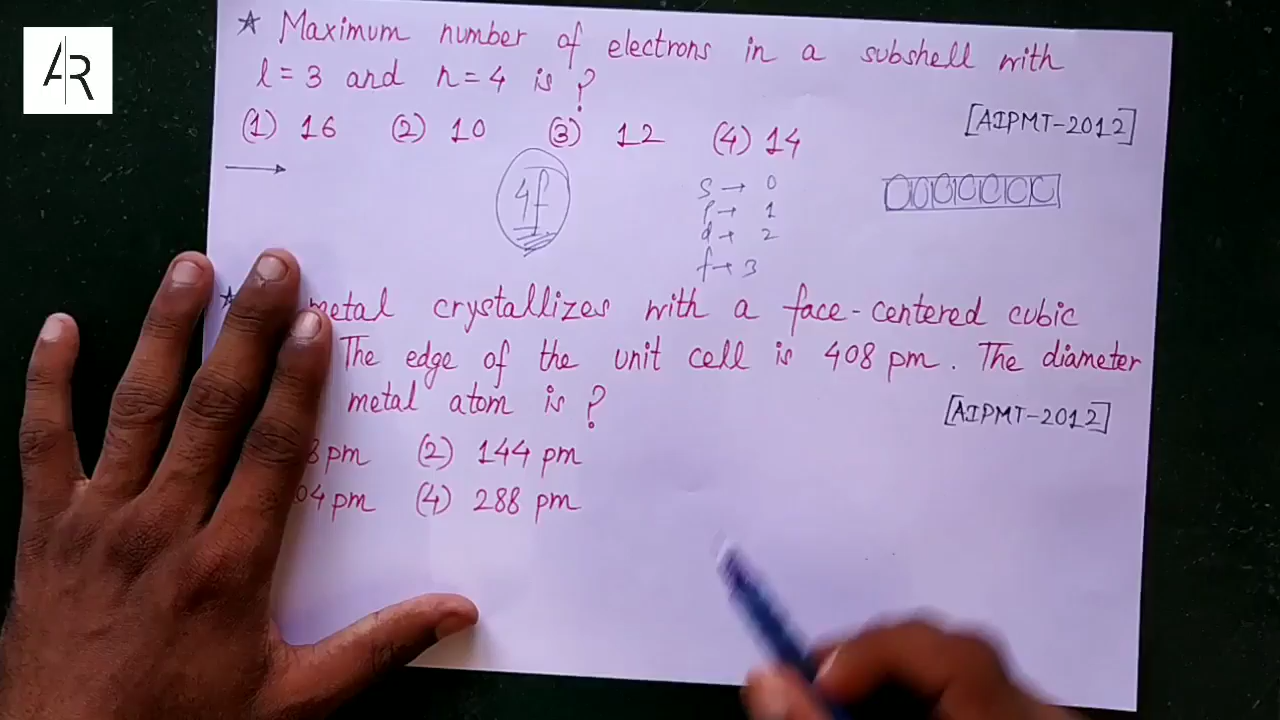 AR
★ Maximum number of electrons in a subshell with
l = 3 and n = 4 is ?
[AIPMT-2012]
(1) 16 (2) 10 (3) 12 (4) 14
4f
s → 0
p → 1
d → 2
f → 3
★ metal crystallizes with a face-centered cubic
The edge of the unit cell is 408 pm. The diameter
metal atom is ?
[AIPMT-2012]
8 pm (2) 144 pm
04 pm (4) 288 pm